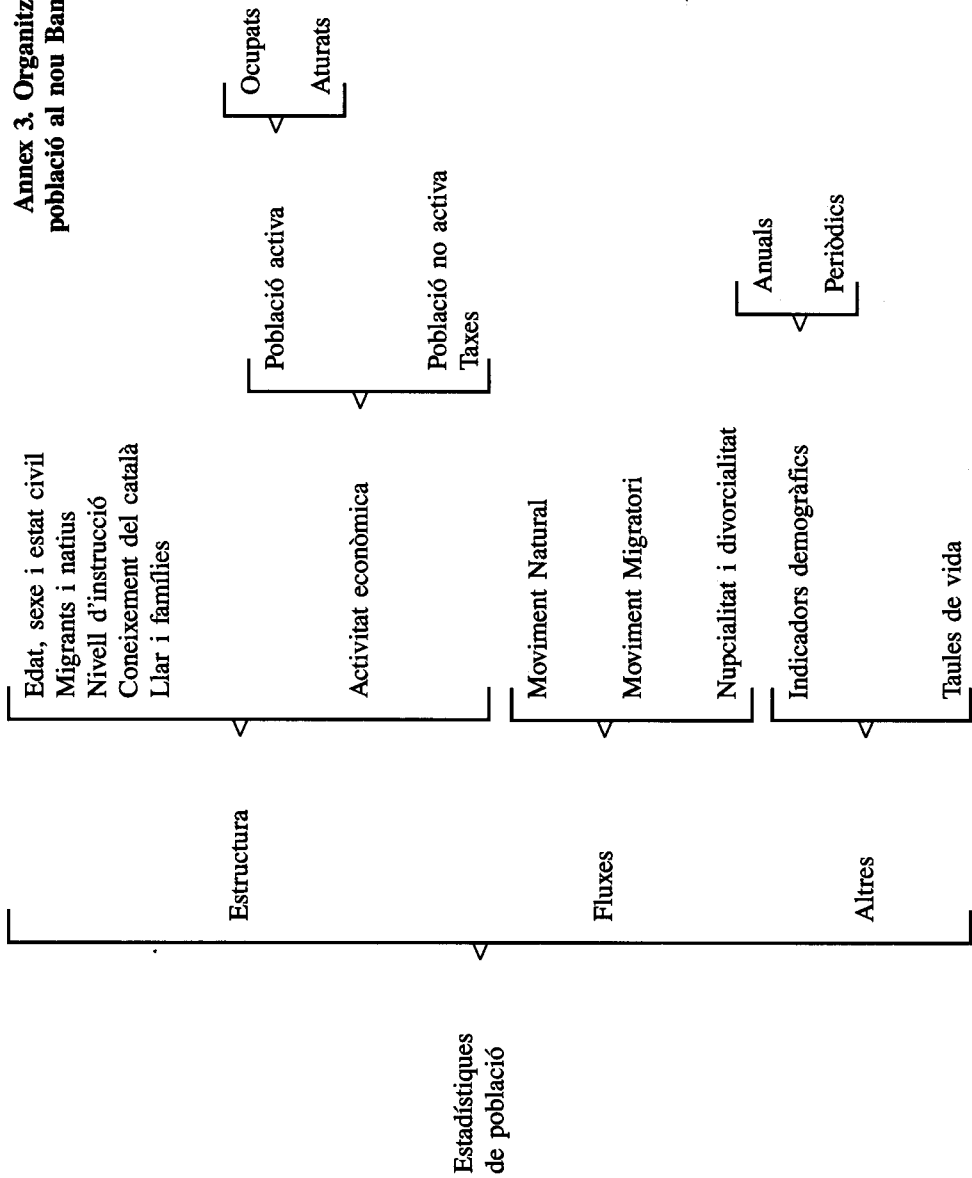 Annex 3. Organitz
població al nou Ban
Estadístiques
de població
Estructura
Edat, sexe i estat civil
Migrants i natius
Nivell d'instrucció
Coneixement del català
Llar i famílies
Activitat econòmica
Població activa
Ocupats
Aturats
Població no activa
Taxes
Fluxes
Moviment Natural
Moviment Migratori
Nupcialitat i divorcialitat
Altres
Indicadors demogràfics
Anuals
Periòdics
Taules de vida